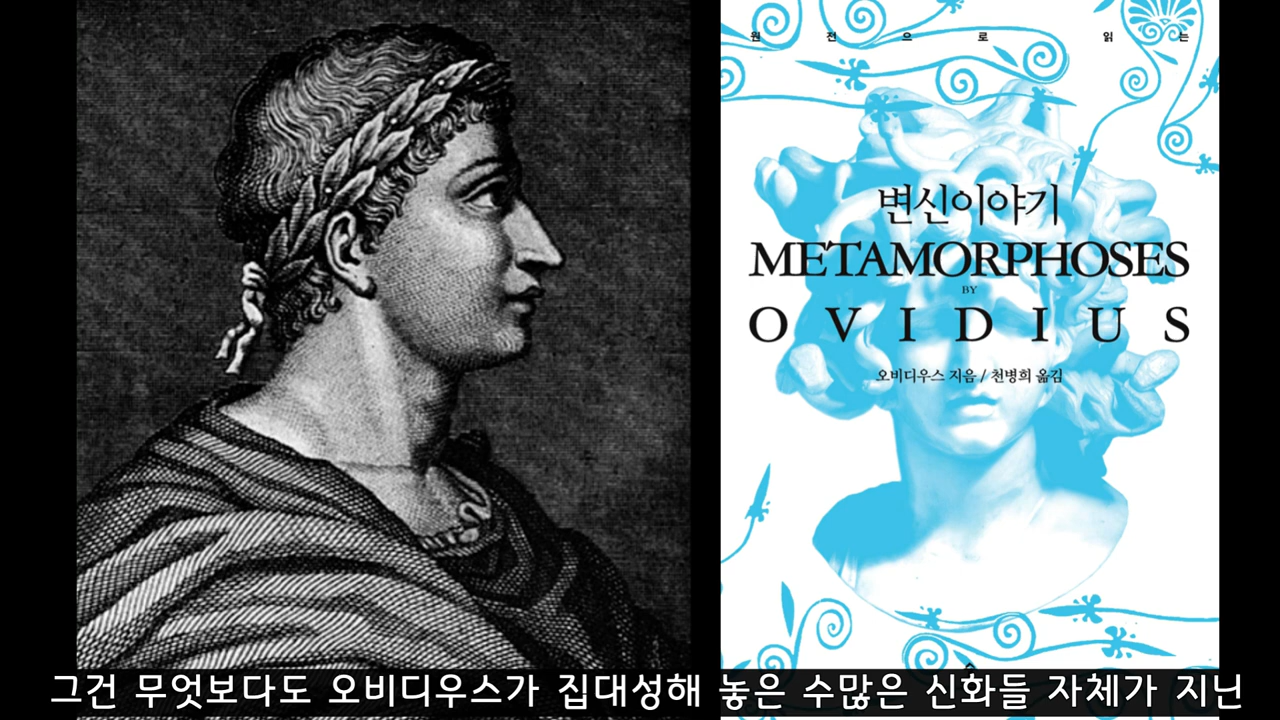 원전으로 읽는
변신이야기
METAMORPHOSES
BY
OVIDIUS
오비디우스 지음 / 천병희 옮김
그건 무엇보다도 오비디우스가 집대성해 놓은 수많은 신화들 자체가 지닌